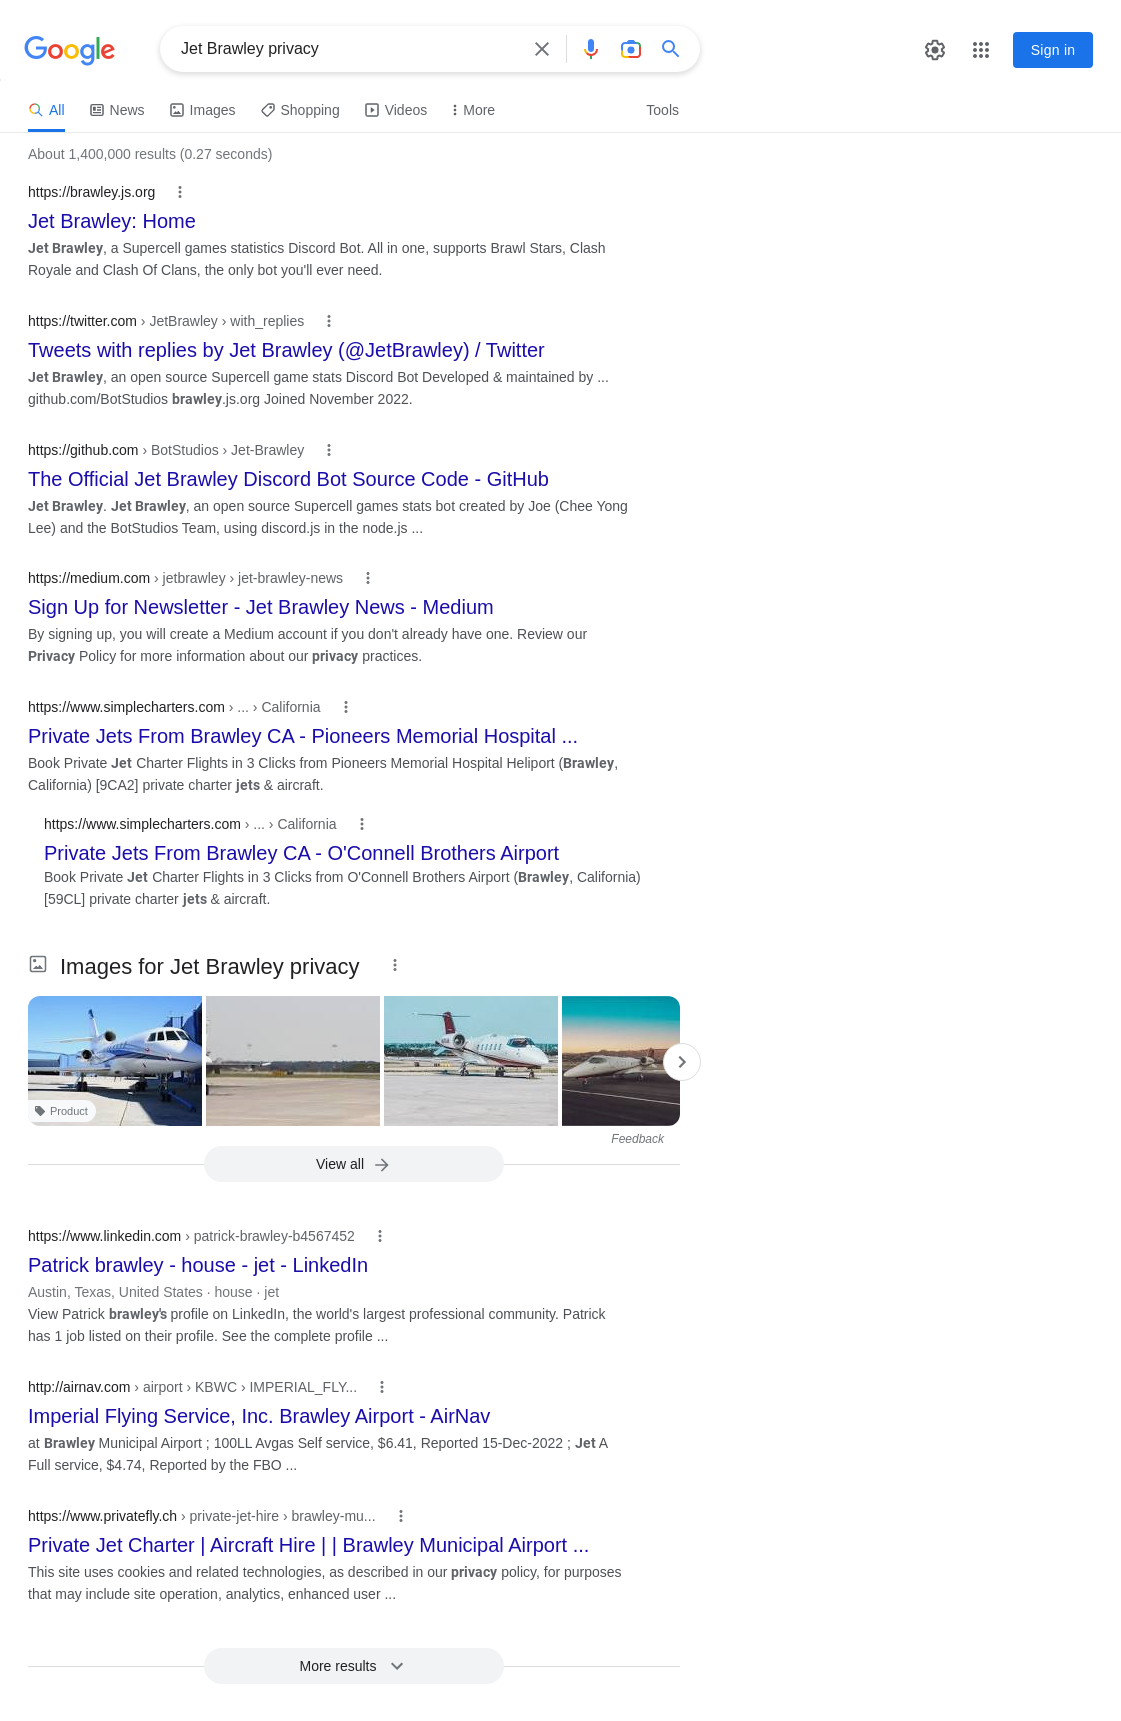 Google
Jet Brawley privacy
Sign in
All
News
Images
Shopping
Videos
More
Tools
About 1,400,000 results (0.27 seconds)
https://brawley.js.org
Jet Brawley: Home
Jet Brawley, a Supercell games statistics Discord Bot. All in one, supports Brawl Stars, Clash
Royale and Clash Of Clans, the only bot you'll ever need.
https://twitter.com › JetBrawley › with_replies
Tweets with replies by Jet Brawley (@JetBrawley) / Twitter
Jet Brawley, an open source Supercell game stats Discord Bot Developed & maintained by ...
github.com/BotStudios brawley.js.org Joined November 2022.
https://github.com › BotStudios › Jet-Brawley
The Official Jet Brawley Discord Bot Source Code - GitHub
Jet Brawley. Jet Brawley, an open source Supercell games stats bot created by Joe (Chee Yong
Lee) and the BotStudios Team, using discord.js in the node.js ...
https://medium.com › jetbrawley › jet-brawley-news
Sign Up for Newsletter - Jet Brawley News - Medium
By signing up, you will create a Medium account if you don't already have one. Review our
Privacy Policy for more information about our privacy practices.
https://www.simplecharters.com › ... › California
Private Jets From Brawley CA - Pioneers Memorial Hospital ...
Book Private Jet Charter Flights in 3 Clicks from Pioneers Memorial Hospital Heliport (Brawley,
California) [9CA2] private charter jets & aircraft.
https://www.simplecharters.com › ... › California
Private Jets From Brawley CA - O'Connell Brothers Airport
Book Private Jet Charter Flights in 3 Clicks from O'Connell Brothers Airport (Brawley, California)
[59CL] private charter jets & aircraft.
Images for Jet Brawley privacy
Product
Feedback
View all
https://www.linkedin.com › patrick-brawley-b4567452
Patrick brawley - house - jet - LinkedIn
Austin, Texas, United States · house · jet
View Patrick brawley's profile on LinkedIn, the world's largest professional community. Patrick
has 1 job listed on their profile. See the complete profile ...
http://airnav.com › airport › KBWC › IMPERIAL_FLY...
Imperial Flying Service, Inc. Brawley Airport - AirNav
at Brawley Municipal Airport ; 100LL Avgas Self service, $6.41, Reported 15-Dec-2022 ; Jet A
Full service, $4.74, Reported by the FBO ...
https://www.privatefly.ch › private-jet-hire › brawley-mu...
Private Jet Charter | Aircraft Hire | | Brawley Municipal Airport ...
This site uses cookies and related technologies, as described in our privacy policy, for purposes
that may include site operation, analytics, enhanced user ...
More results